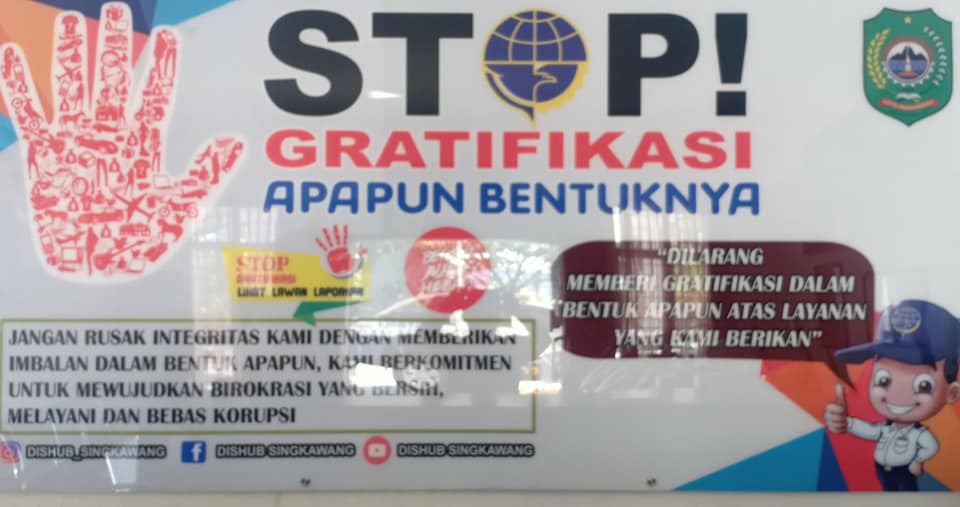 STOP!
GRATIFIKASI
APAPUN BENTUKNYA
STOP
GRATIFIKASI
LIHAT LAWAN LAPORKAN
"DILARANG
MEMBERI GRATIFIKASI DALAM
BENTUK APAPUN ATAS LAYANAN
YANG KAMI BERIKAN"
JANGAN RUSAK INTEGRITAS KAMI DENGAN MEMBERIKAN
IMBALAN DALAM BENTUK APAPUN, KAMI BERKOMITMEN
UNTUK MEWUJUDKAN BIROKRASI YANG BERSIH,
MELAYANI DAN BEBAS KORUPSI
DISHUB_SINGKAWANG
DISHUB SINGKAWANG
DISHUB SINGKAWANG